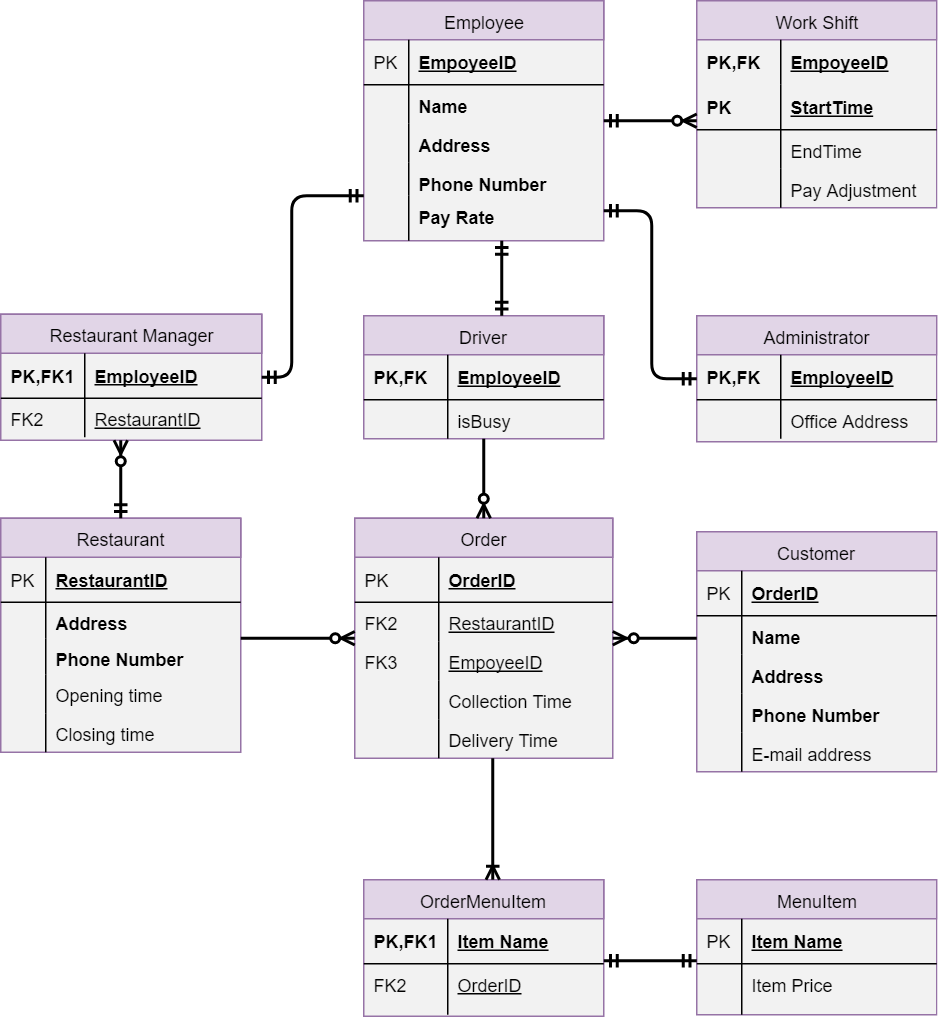 Employee
PK EmpoyeeID
Name
Address
Phone Number
Pay Rate
Work Shift
PK,FK EmpoyeeID
PK StartTime
EndTime
Pay Adjustment
Restaurant Manager
PK,FK1 EmployeeID
FK2 RestaurantID
Driver
PK,FK EmployeeID
isBusy
Administrator
PK,FK EmployeeID
Office Address
Restaurant
PK RestaurantID
Address
Phone Number
Opening time
Closing time
Order
PK OrderID
FK2 RestaurantID
FK3 EmpoyeeID
Collection Time
Delivery Time
Customer
PK OrderID
Name
Address
Phone Number
E-mail address
OrderMenuItem
PK,FK1 Item Name
FK2 OrderID
MenuItem
PK Item Name
Item Price